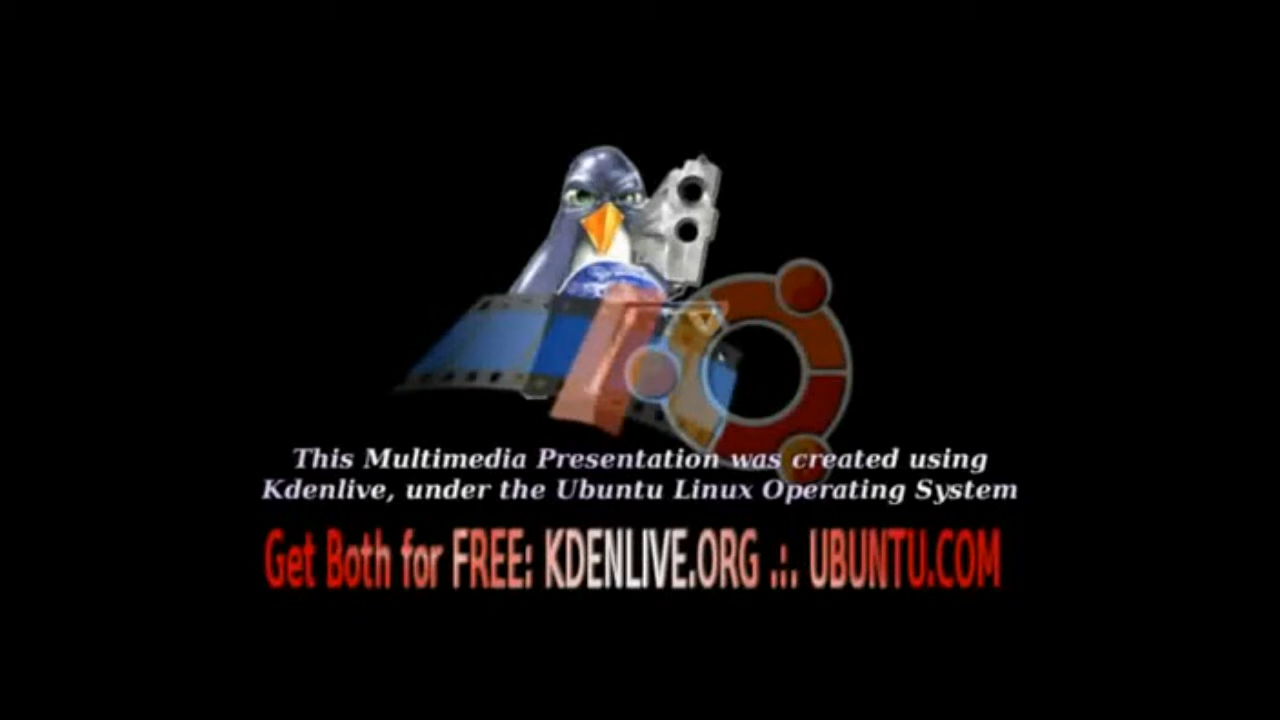 This Multimedia Presentation was created using
Kdenlive, under the Ubuntu Linux Operating System
Get Both for FREE: KDENLIVE.ORG .:. UBUNTU.COM